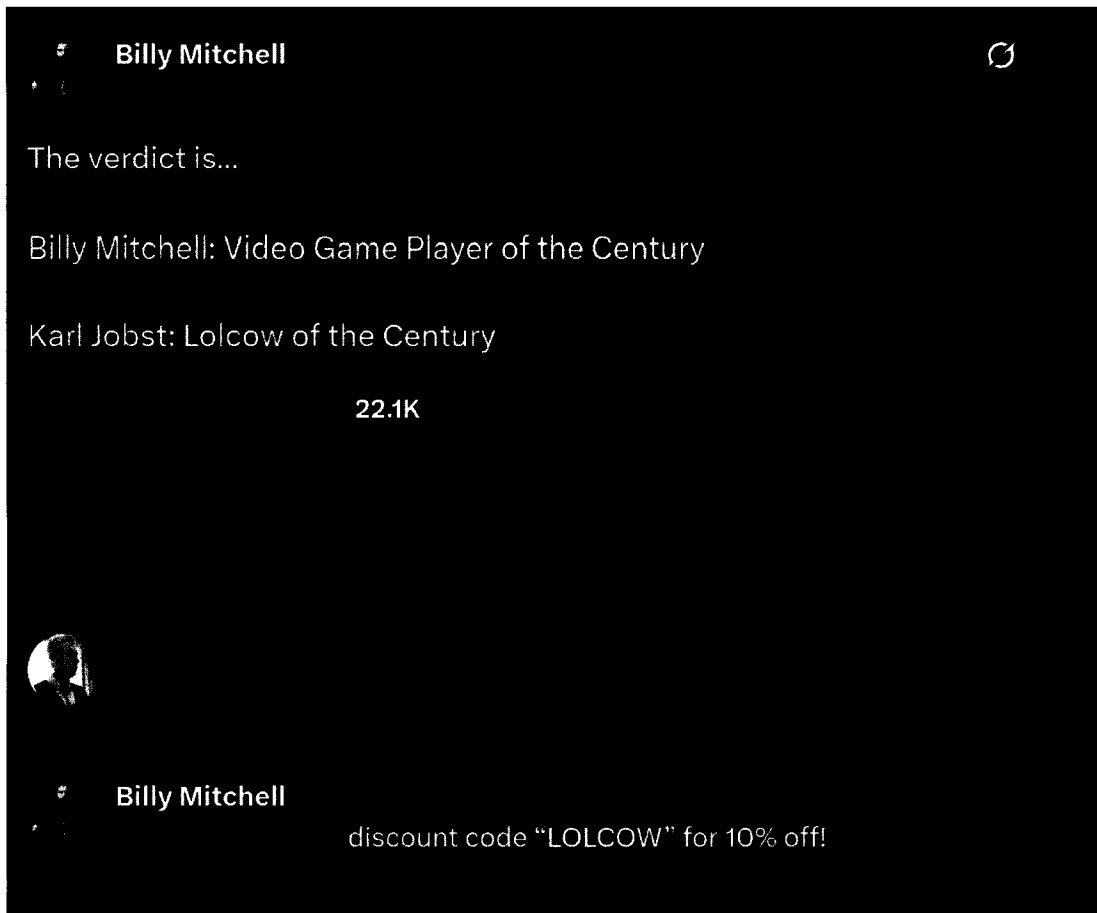 Billy Mitchell
The verdict is...
Billy Mitchell: Video Game Player of the Century
Karl Jobst: Lolcow of the Century
22.1K
Billy Mitchell
discount code “LOLCOW” for 10% off!